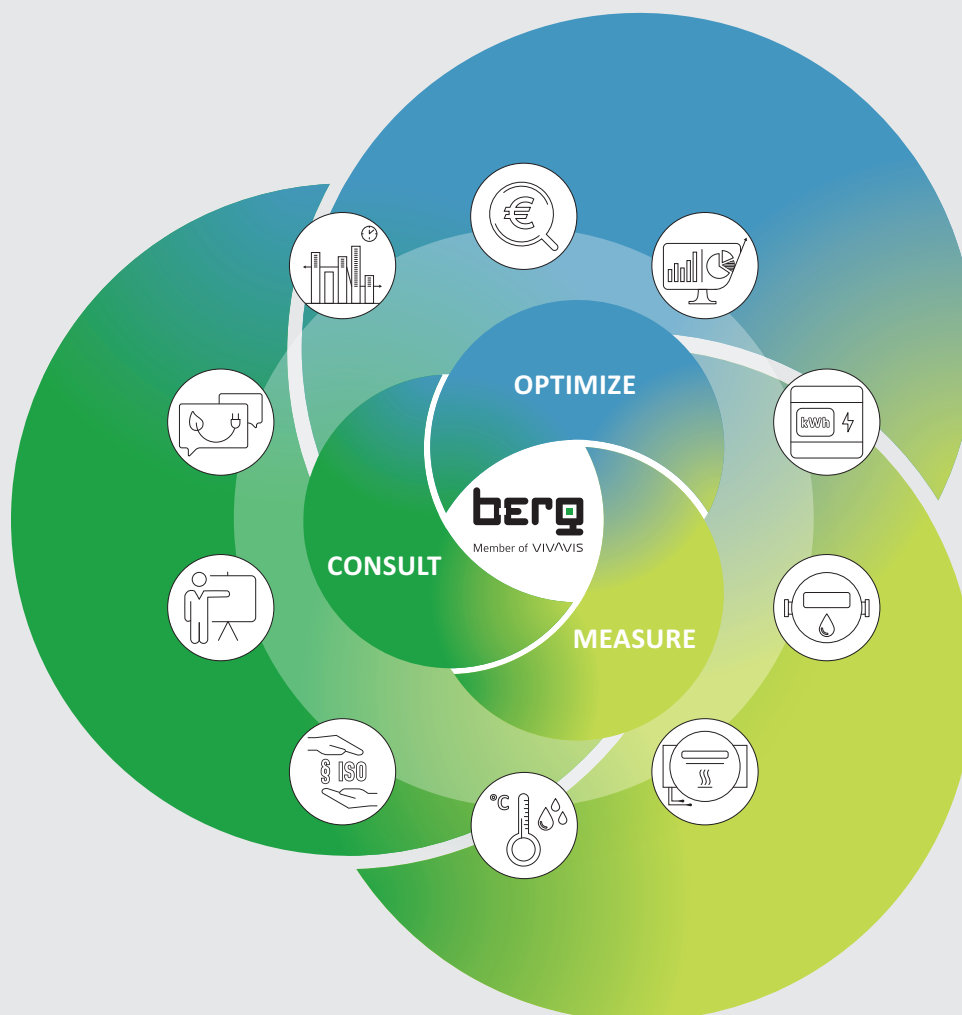 €
OPTIMIZE
kWh
berg
Member of VIVAVIS
CONSULT
MEASURE
§ ISO
°C